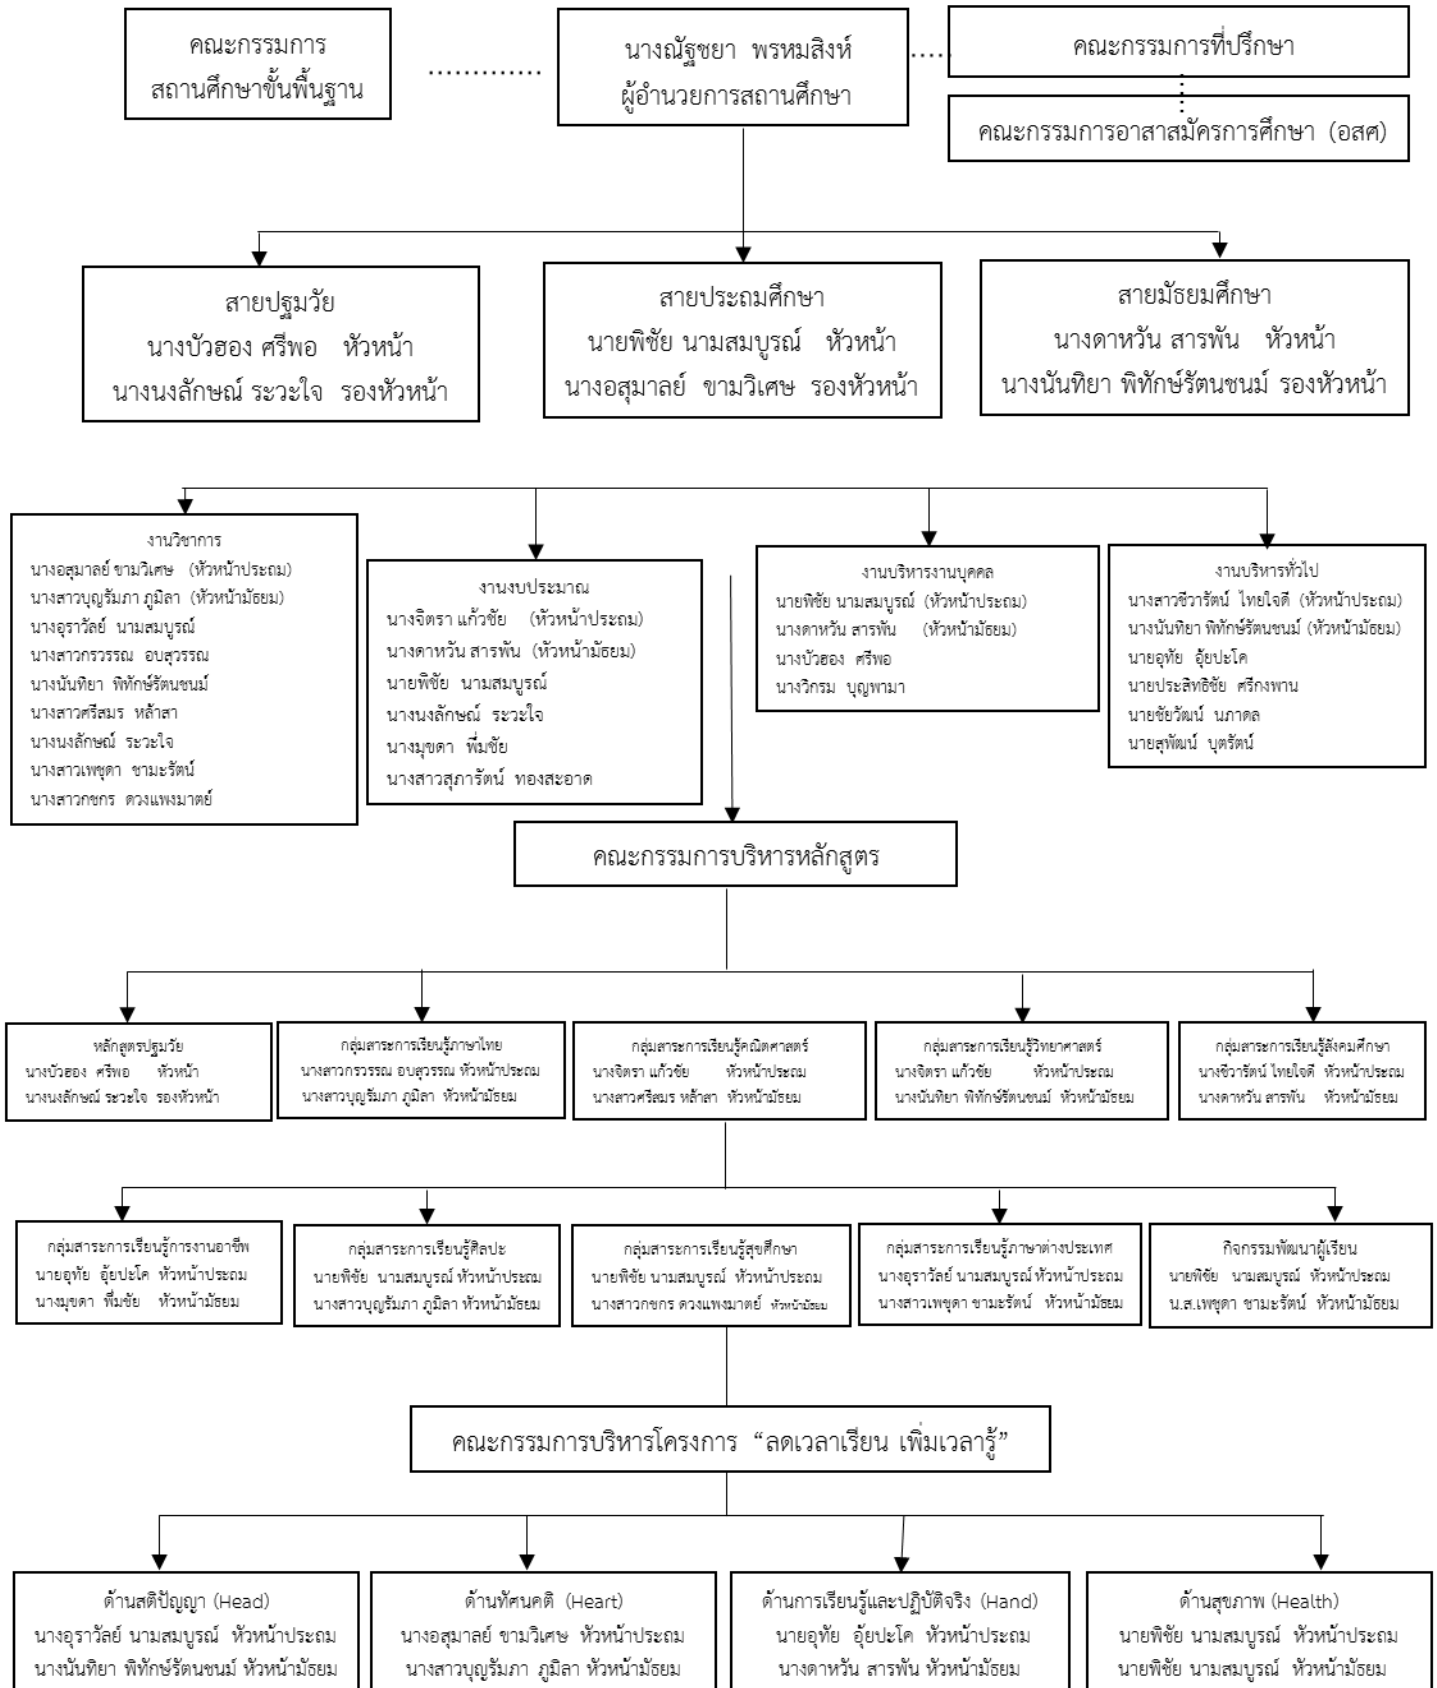 คณะกรรมการ
สถานศึกษาขั้นพื้นฐาน
นางณัฐชยา พรหมสิงห์
ผู้อำนวยการสถานศึกษา
คณะกรรมการที่ปรึกษา
คณะกรรมการอาสาสมัครการศึกษา (อสศ)
สายปฐมวัย
นางบัวฮอง ศรีพอ หัวหน้า
นางนงลักษณ์ ระวะใจ รองหัวหน้า
สายประถมศึกษา
นายพิชัย นามสมบูรณ์ หัวหน้า
นางอสุมาลย์ ขามวิเศษ รองหัวหน้า
สายมัธยมศึกษา
นางดาหวัน สารพัน หัวหน้า
นางนันทิยา พิทักษ์รัตนชนม์ รองหัวหน้า
งานวิชาการ
นางอสุมาลย์ ขามวิเศษ (หัวหน้าประถม)
นางสาวบุญรัมภา ภูมิลา (หัวหน้ามัธยม)
นางอุราวัลย์ นามสมบูรณ์
นางสาวกรวรรณ อบสุวรรณ
นางนันทิยา พิทักษ์รัตนชนม์
นางสาวศรีสมร หล้าสา
นางนงลักษณ์ ระวะใจ
นางสาวเพชุดา ชามะรัตน์
นางสาวกชกร ดวงแพงมาตย์
งานงบประมาณ
นางจิตรา แก้วชัย (หัวหน้าประถม)
นางดาหวัน สารพัน (หัวหน้ามัธยม)
นายพิชัย นามสมบูรณ์
นางนงลักษณ์ ระวะใจ
นางมุขดา พิ่มชัย
นางสาวสุภารัตน์ ทองสะอาด
งานบริหารงานบุคคล
นายพิชัย นามสมบูรณ์ (หัวหน้าประถม)
นางดาหวัน สารพัน (หัวหน้ามัธยม)
นางบัวฮอง ศรีพอ
นางวิกรม บุญพามา
งานบริหารทั่วไป
นางสาวชีวารัตน์ ไทยใจดี (หัวหน้าประถม)
นางนันทิยา พิทักษ์รัตนชนม์ (หัวหน้ามัธยม)
นายอุทัย อุ้ยปะโค
นายประสิทธิชัย ศรีกงพาน
นายชัยวัฒน์ นภาดล
นายสุพัฒน์ บุตรัตน์
คณะกรรมการบริหารหลักสูตร
หลักสูตรปฐมวัย
นางบัวฮอง ศรีพอ หัวหน้า
นางนงลักษณ์ ระวะใจ รองหัวหน้า
กลุ่มสาระการเรียนรู้ภาษาไทย
นางสาวกรวรรณ อบสุวรรณ หัวหน้าประถม
นางสาวบุญรัมภา ภูมิลา หัวหน้ามัธยม
กลุ่มสาระการเรียนรู้คณิตศาสตร์
นางจิตรา แก้วชัย หัวหน้าประถม
นางสาวศรีสมร หล้าสา หัวหน้ามัธยม
กลุ่มสาระการเรียนรู้วิทยาศาสตร์
นางจิตรา แก้วชัย หัวหน้าประถม
นางนันทิยา พิทักษ์รัตนชนม์ หัวหน้ามัธยม
กลุ่มสาระการเรียนรู้สังคมศึกษา
นางชีวารัตน์ ไทยใจดี หัวหน้าประถม
นางดาหวัน สารพัน หัวหน้ามัธยม
กลุ่มสาระการเรียนรู้การงานอาชีพ
นายอุทัย อุ้ยปะโค หัวหน้าประถม
นางมุขดา พิ่มชัย หัวหน้ามัธยม
กลุ่มสาระการเรียนรู้ศิลปะ
นายพิชัย นามสมบูรณ์ หัวหน้าประถม
นางสาวบุญรัมภา ภูมิลา หัวหน้ามัธยม
กลุ่มสาระการเรียนรู้สุขศึกษา
นายพิชัย นามสมบูรณ์ หัวหน้าประถม
นางสาวกชกร ดวงแพงมาตย์ หัวหน้ามัธยม
กลุ่มสาระการเรียนรู้ภาษาต่างประเทศ
นางอุราวัลย์ นามสมบูรณ์ หัวหน้าประถม
นางสาวเพชุดา ชามะรัตน์ หัวหน้ามัธยม
กิจกรรมพัฒนาผู้เรียน
นายพิชัย นามสมบูรณ์ หัวหน้าประถม
น.ส.เพชุดา ชามะรัตน์ หัวหน้ามัธยม
คณะกรรมการบริหารโครงการ “ลดเวลาเรียน เพิ่มเวลารู้”
ด้านสติปัญญา (Head)
นางอุราวัลย์ นามสมบูรณ์ หัวหน้าประถม
นางนันทิยา พิทักษ์รัตนชนม์ หัวหน้ามัธยม
ด้านทัศนคติ (Heart)
นางอสุมาลย์ ขามวิเศษ หัวหน้าประถม
นางสาวบุญรัมภา ภูมิลา หัวหน้ามัธยม
ด้านการเรียนรู้และปฏิบัติจริง (Hand)
นายอุทัย อุ้ยปะโค หัวหน้าประถม
นางดาหวัน สารพัน หัวหน้ามัธยม
ด้านสุขภาพ (Health)
นายพิชัย นามสมบูรณ์ หัวหน้าประถม
นายพิชัย นามสมบูรณ์ หัวหน้ามัธยม